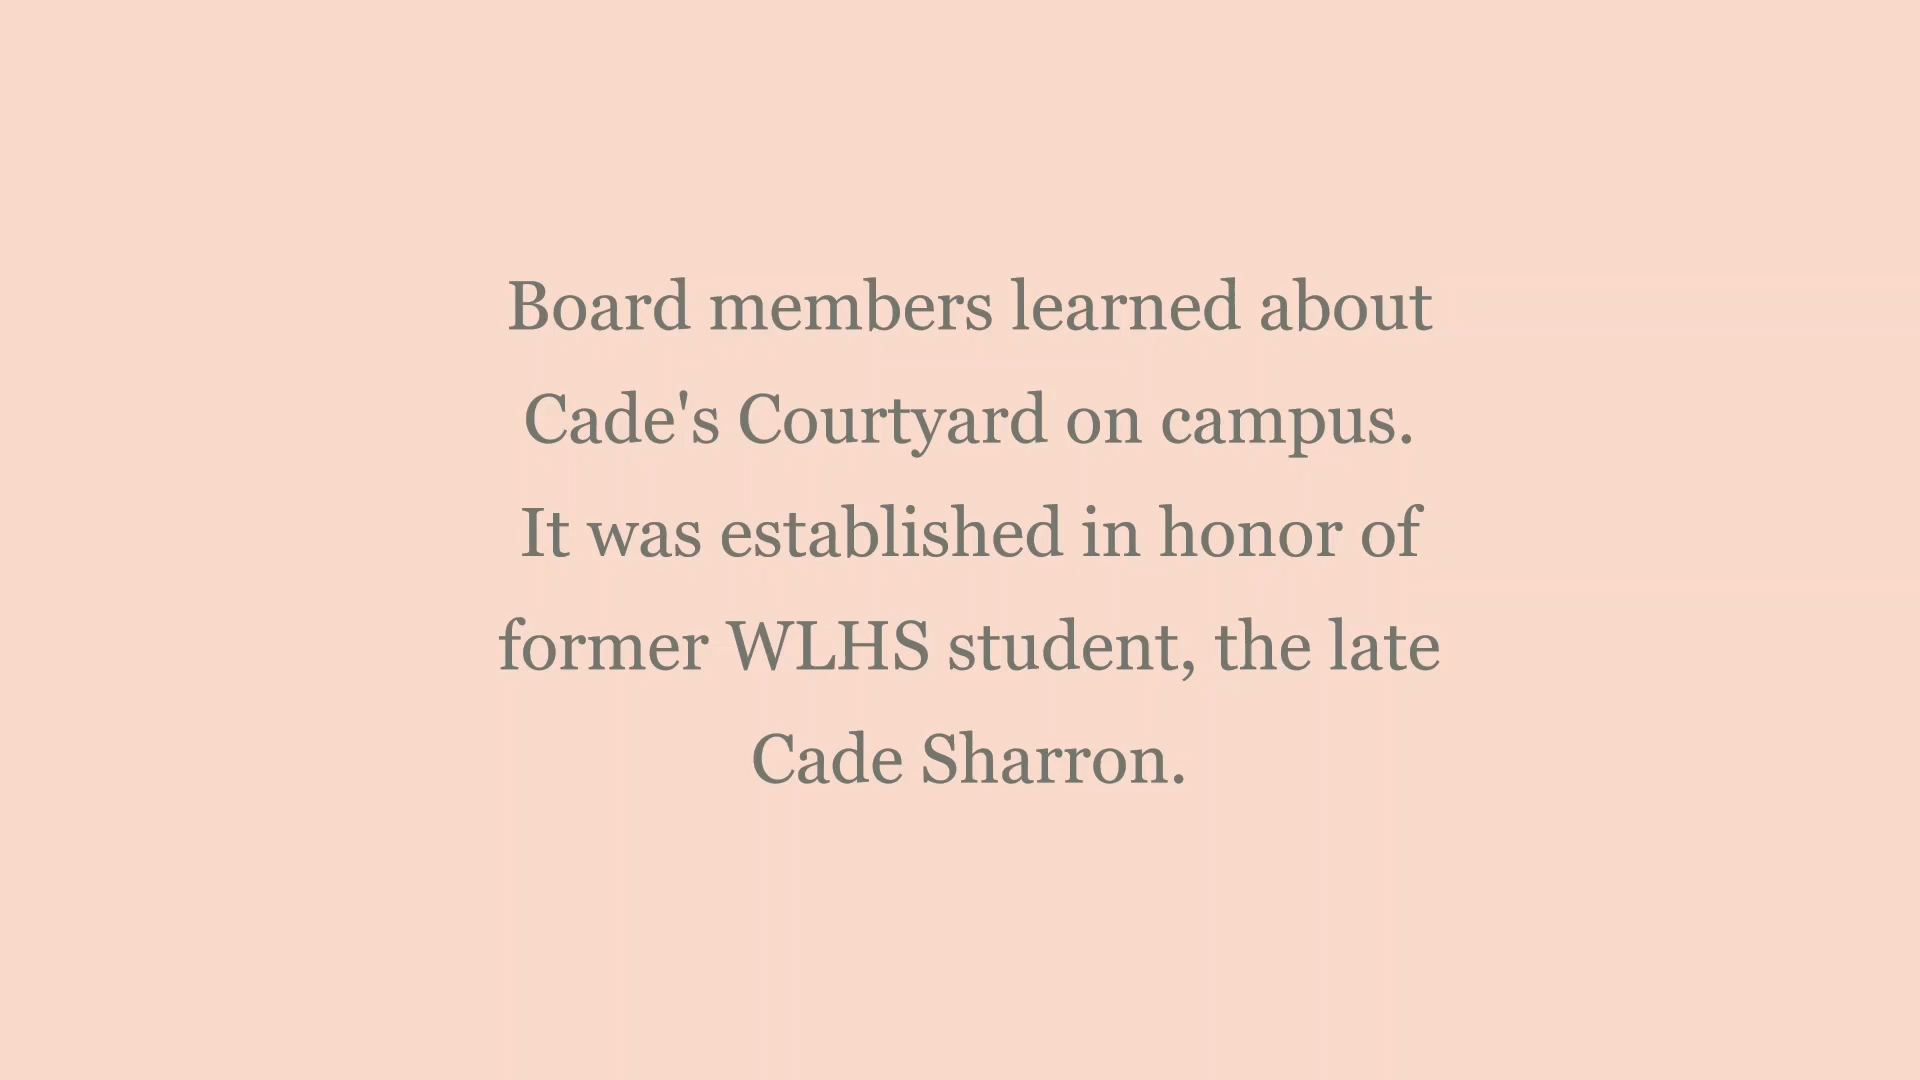 Board members learned about
Cade's Courtyard on campus.
It was established in honor of
former WLHS student, the late
Cade Sharron.